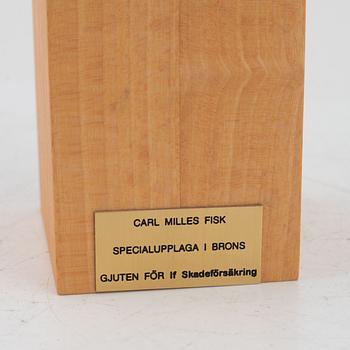 CARL MILLES FISK
SPECIALUPPLAGA I BRONS
GJUTEN FÖR If Skadeförsäkring